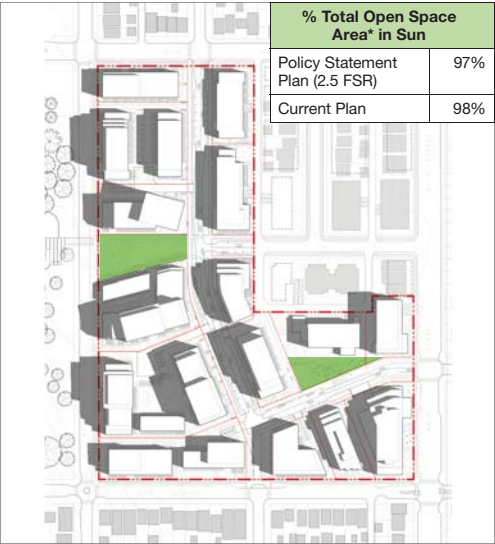 % Total Open Space
Area* in Sun
Policy Statement 97%
Plan (2.5 FSR)
Current Plan 98%